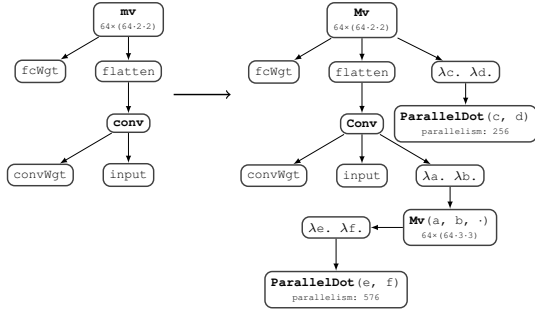 mv
64×(64·2·2)
fcWgt
flatten
conv
convWgt
input
Mv
64×(64·2·2)
fcWgt
flatten
λc. λd.
ParallelDot(c, d)
parallelism: 256
Conv
convWgt
input
λa. λb.
Mv(a, b, ·)
64×(64·3·3)
λe. λf.
ParallelDot(e, f)
parallelism: 576